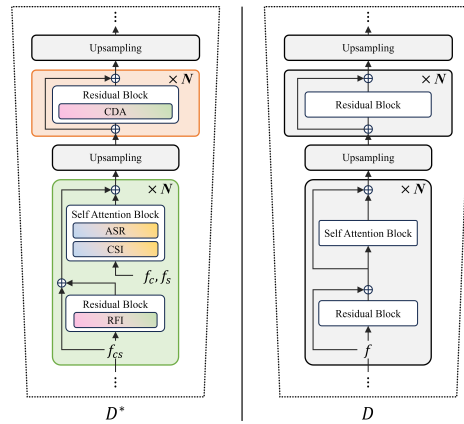 Upsampling
× N
Residual Block
CDA
Upsampling
× N
Self Attention Block
ASR
CSI
f_c, f_s
Residual Block
RFI
f_cs
D*
Upsampling
× N
Residual Block
Upsampling
× N
Self Attention Block
Residual Block
f
D